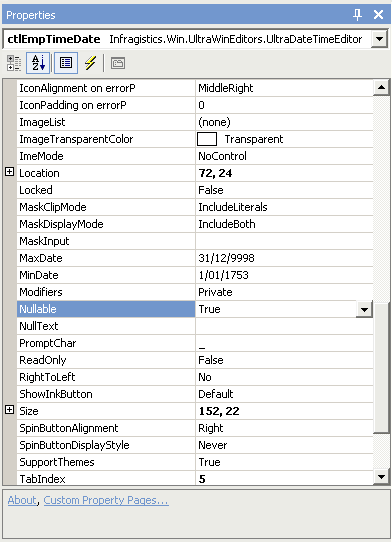 Properties
ctlEmpTimeDate Infragistics.Win.UltraWinEditors.UltraDateTimeEditor
IconAlignment on errorP MiddleRight
IconPadding on errorP 0
ImageList (none)
ImageTransparentColor Transparent
ImeMode NoControl
Location 72, 24
Locked False
MaskClipMode IncludeLiterals
MaskDisplayMode IncludeBoth
MaskInput
MaxDate 31/12/9998
MinDate 1/01/1753
Modifiers Private
Nullable True
NullText
PromptChar _
ReadOnly False
RightToLeft No
ShowInkButton Default
Size 152, 22
SpinButtonAlignment Right
SpinButtonDisplayStyle Never
SupportThemes True
TabIndex 5
About, Custom Property Pages...